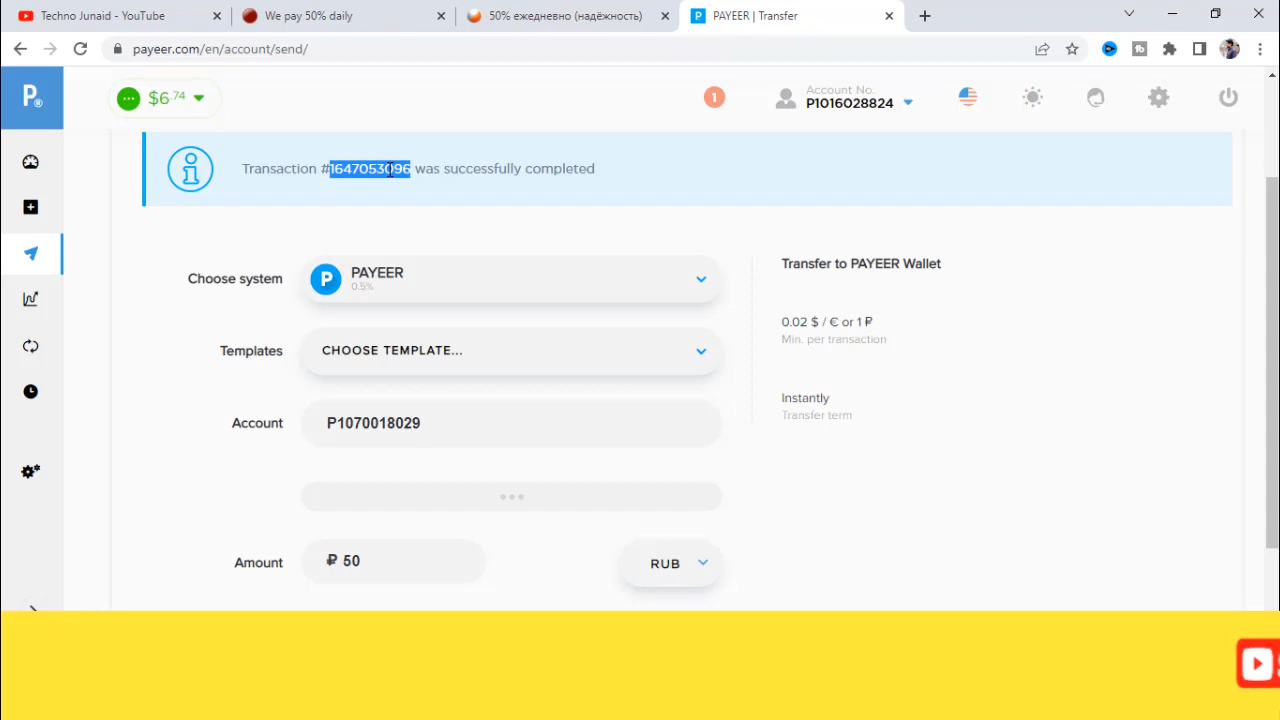 Techno Junaid - YouTube
We pay 50% daily
50% ежедневно (надёжность)
P PAYEER | Transfer
payeer.com/en/account/send/
P®
$6.74
1
Account No.
P1016028824
Transaction #1647053096 was successfully completed
Choose system
P PAYEER
0.5%
Transfer to PAYEER Wallet
0.02 $ / € or 1 ₽
Min. per transaction
Templates
CHOOSE TEMPLATE...
Instantly
Transfer term
Account
P1070018029
Amount
₽ 50
RUB